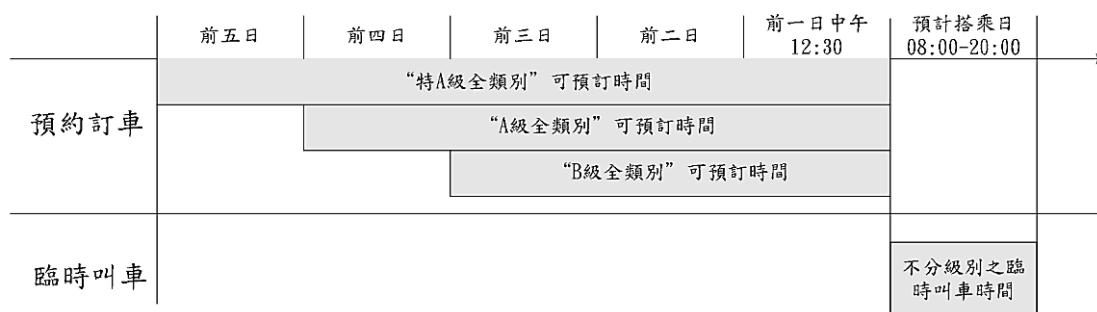 前五日
前四日
前三日
前二日
前一日中午
12:30
預計搭乘日
08:00-20:00
預約訂車
“特A級全類別”可預訂時間
“A級全類別”可預訂時間
“B級全類別”可預訂時間
臨時叫車
不分級別之臨
時叫車時間